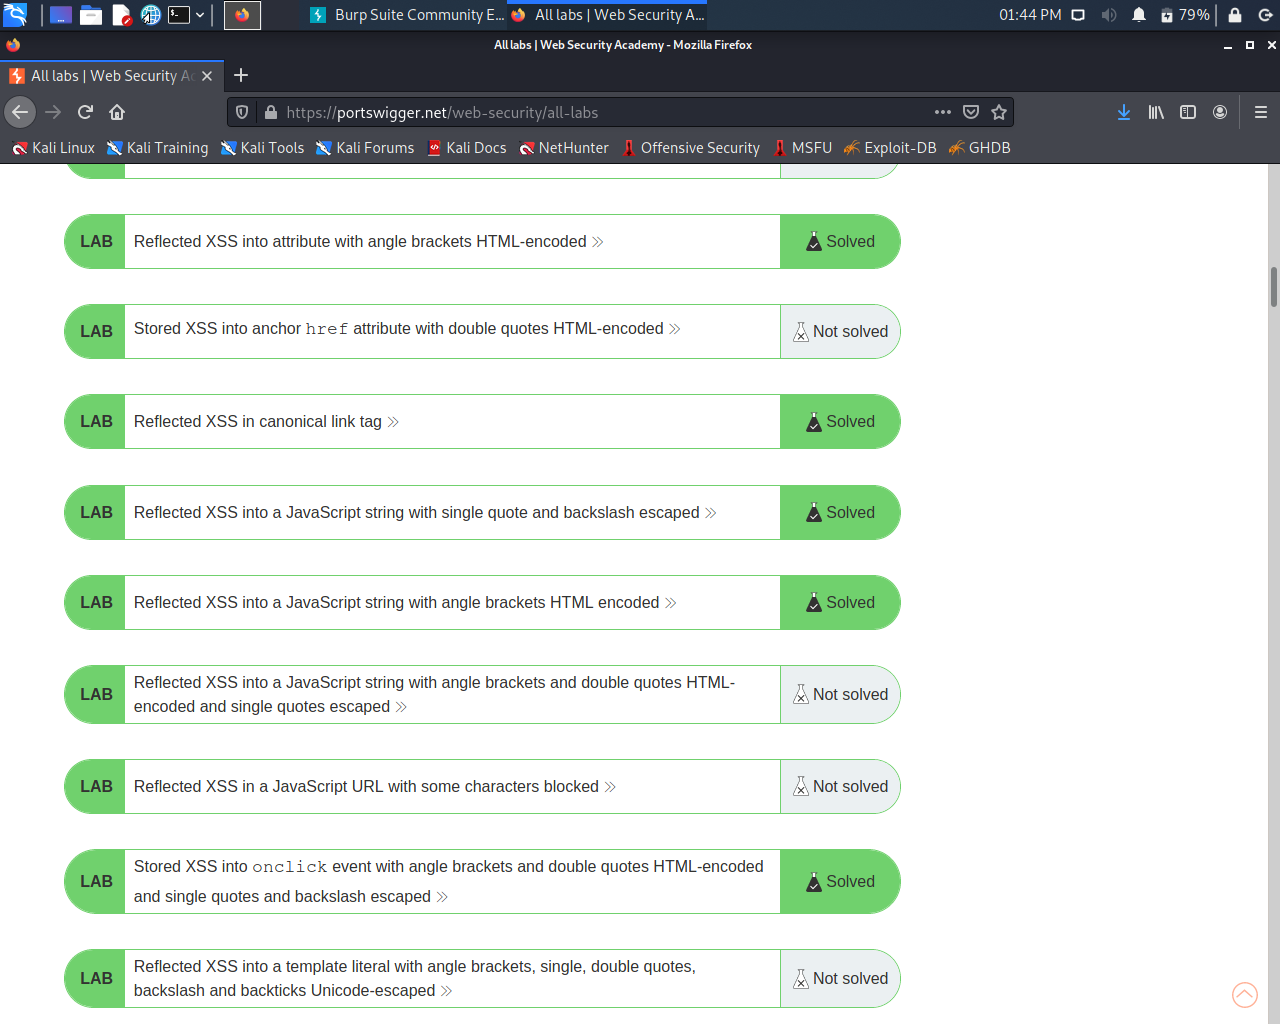 Burp Suite Community E...
All labs | Web Security A...
01:44 PM
79%
All labs | Web Security Academy - Mozilla Firefox
All labs | Web Security Ac
https://portswigger.net/web-security/all-labs
Kali Linux
Kali Training
Kali Tools
Kali Forums
Kali Docs
NetHunter
Offensive Security
MSFU
Exploit-DB
GHDB
LAB
Reflected XSS into attribute with angle brackets HTML-encoded
Solved
LAB
Stored XSS into anchor href attribute with double quotes HTML-encoded
Not solved
LAB
Reflected XSS in canonical link tag
Solved
LAB
Reflected XSS into a JavaScript string with single quote and backslash escaped
Solved
LAB
Reflected XSS into a JavaScript string with angle brackets HTML encoded
Solved
LAB
Reflected XSS into a JavaScript string with angle brackets and double quotes HTML-
encoded and single quotes escaped
Not solved
LAB
Reflected XSS in a JavaScript URL with some characters blocked
Not solved
LAB
Stored XSS into onclick event with angle brackets and double quotes HTML-encoded
and single quotes and backslash escaped
Solved
LAB
Reflected XSS into a template literal with angle brackets, single, double quotes,
backslash and backticks Unicode-escaped
Not solved